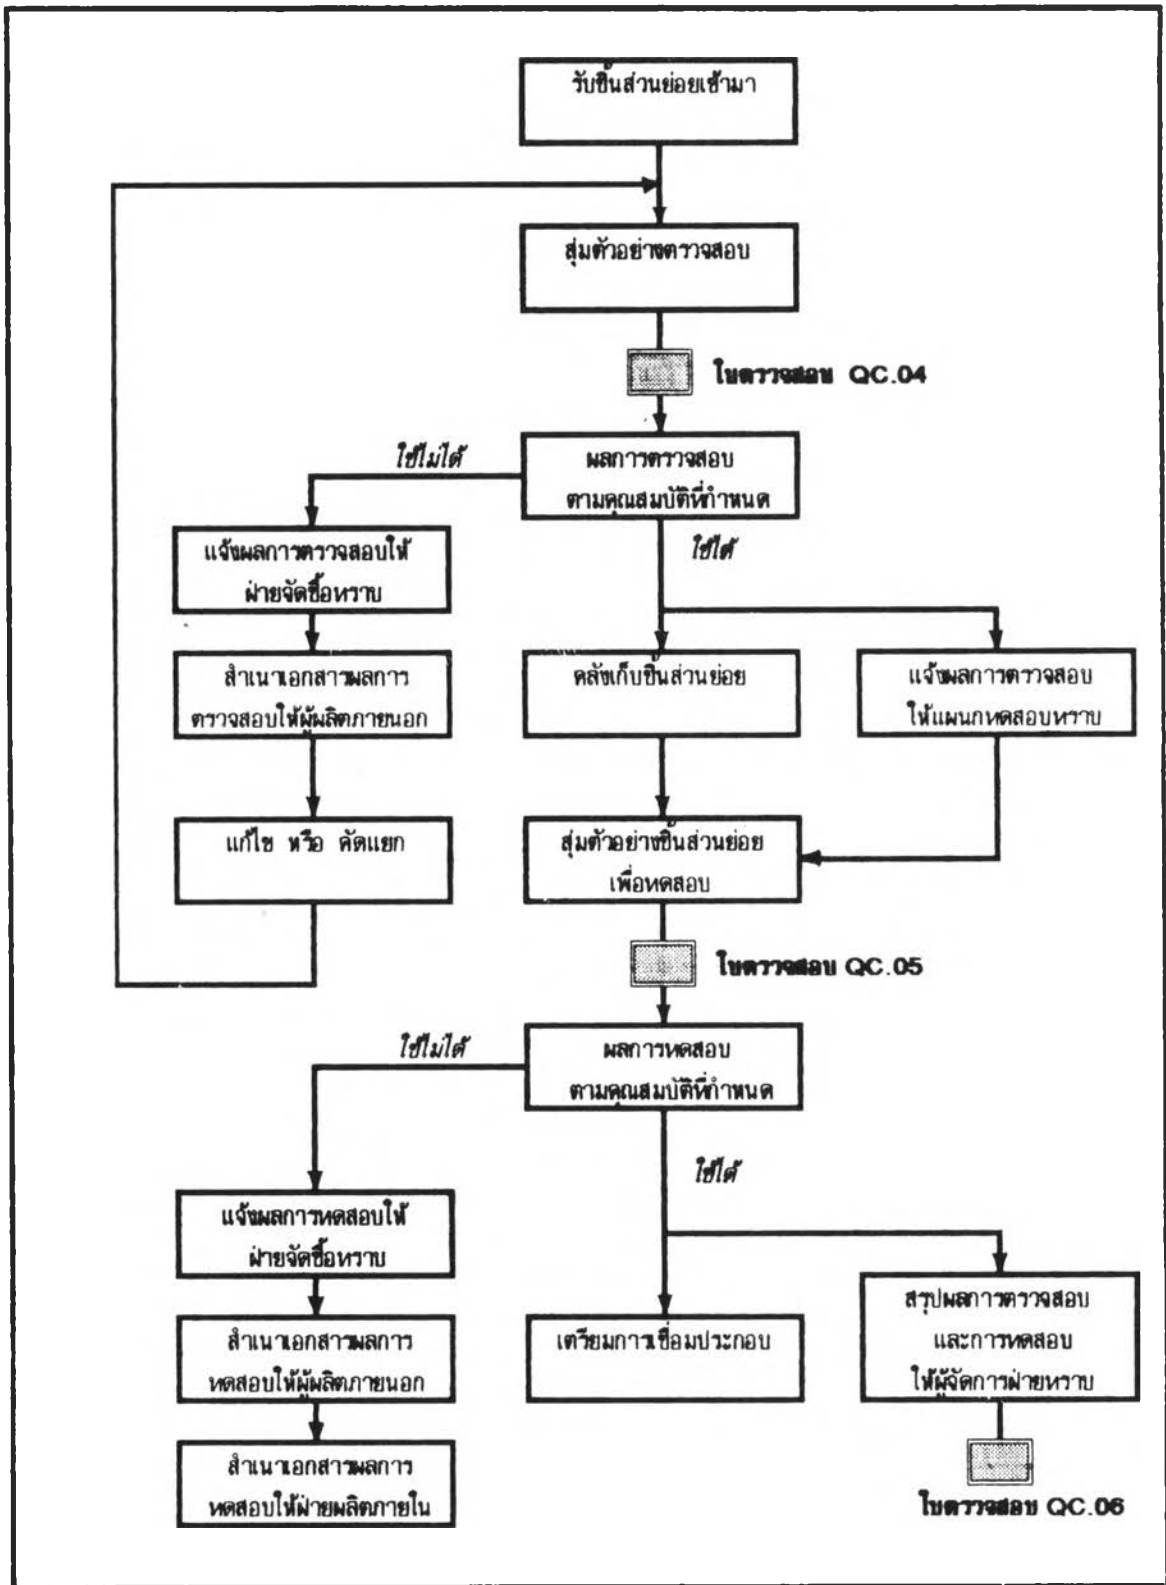 รับชิ้นส่วนย่อยเข้ามา
สุ่มตัวอย่างตรวจสอบ
ใบตรวจสอบ QC.04
ใช้ไม่ได้
ผลการตรวจสอบ
ตามคุณสมบัติที่กำหนด
ใช้ได้
แจ้งผลการตรวจสอบให้
ฝ่ายจัดซื้อทราบ
สำเนาเอกสารผลการ
ตรวจสอบให้ผู้ผลิตภายนอก
คลังเก็บชิ้นส่วนย่อย
แจ้งผลการตรวจสอบ
ให้แผนกทดสอบทราบ
แก้ไข หรือ คัดแยก
สุ่มตัวอย่างชิ้นส่วนย่อย
เพื่อทดสอบ
ใบตรวจสอบ QC.05
ใช้ไม่ได้
ผลการทดสอบ
ตามคุณสมบัติที่กำหนด
ใช้ได้
แจ้งผลการทดสอบให้
ฝ่ายจัดซื้อทราบ
สำเนาเอกสารผลการ
ทดสอบให้ผู้ผลิตภายนอก
เตรียมการเชื่อมประกอบ
สรุปผลการตรวจสอบ
และการทดสอบ
ให้ผู้จัดการฝ่ายทราบ
สำเนาเอกสารผลการ
ทดสอบให้ฝ่ายผลิตภายใน
ใบตรวจสอบ QC.06